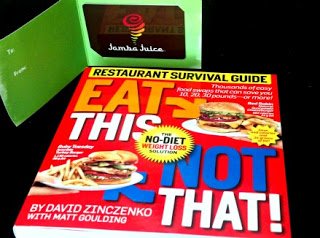 To:
From:
Jamba Juice
RESTAURANT SURVIVAL GUIDE
Thousands of easy
food swaps that can save you
10, 20, 30 pounds—or more!
EAT
THIS
NOT
THAT!
THE
NO-DIET
WEIGHT LOSS
SOLUTION
Ruby Tuesday
BY DAVID ZINCZENKO
WITH MATT GOULDING